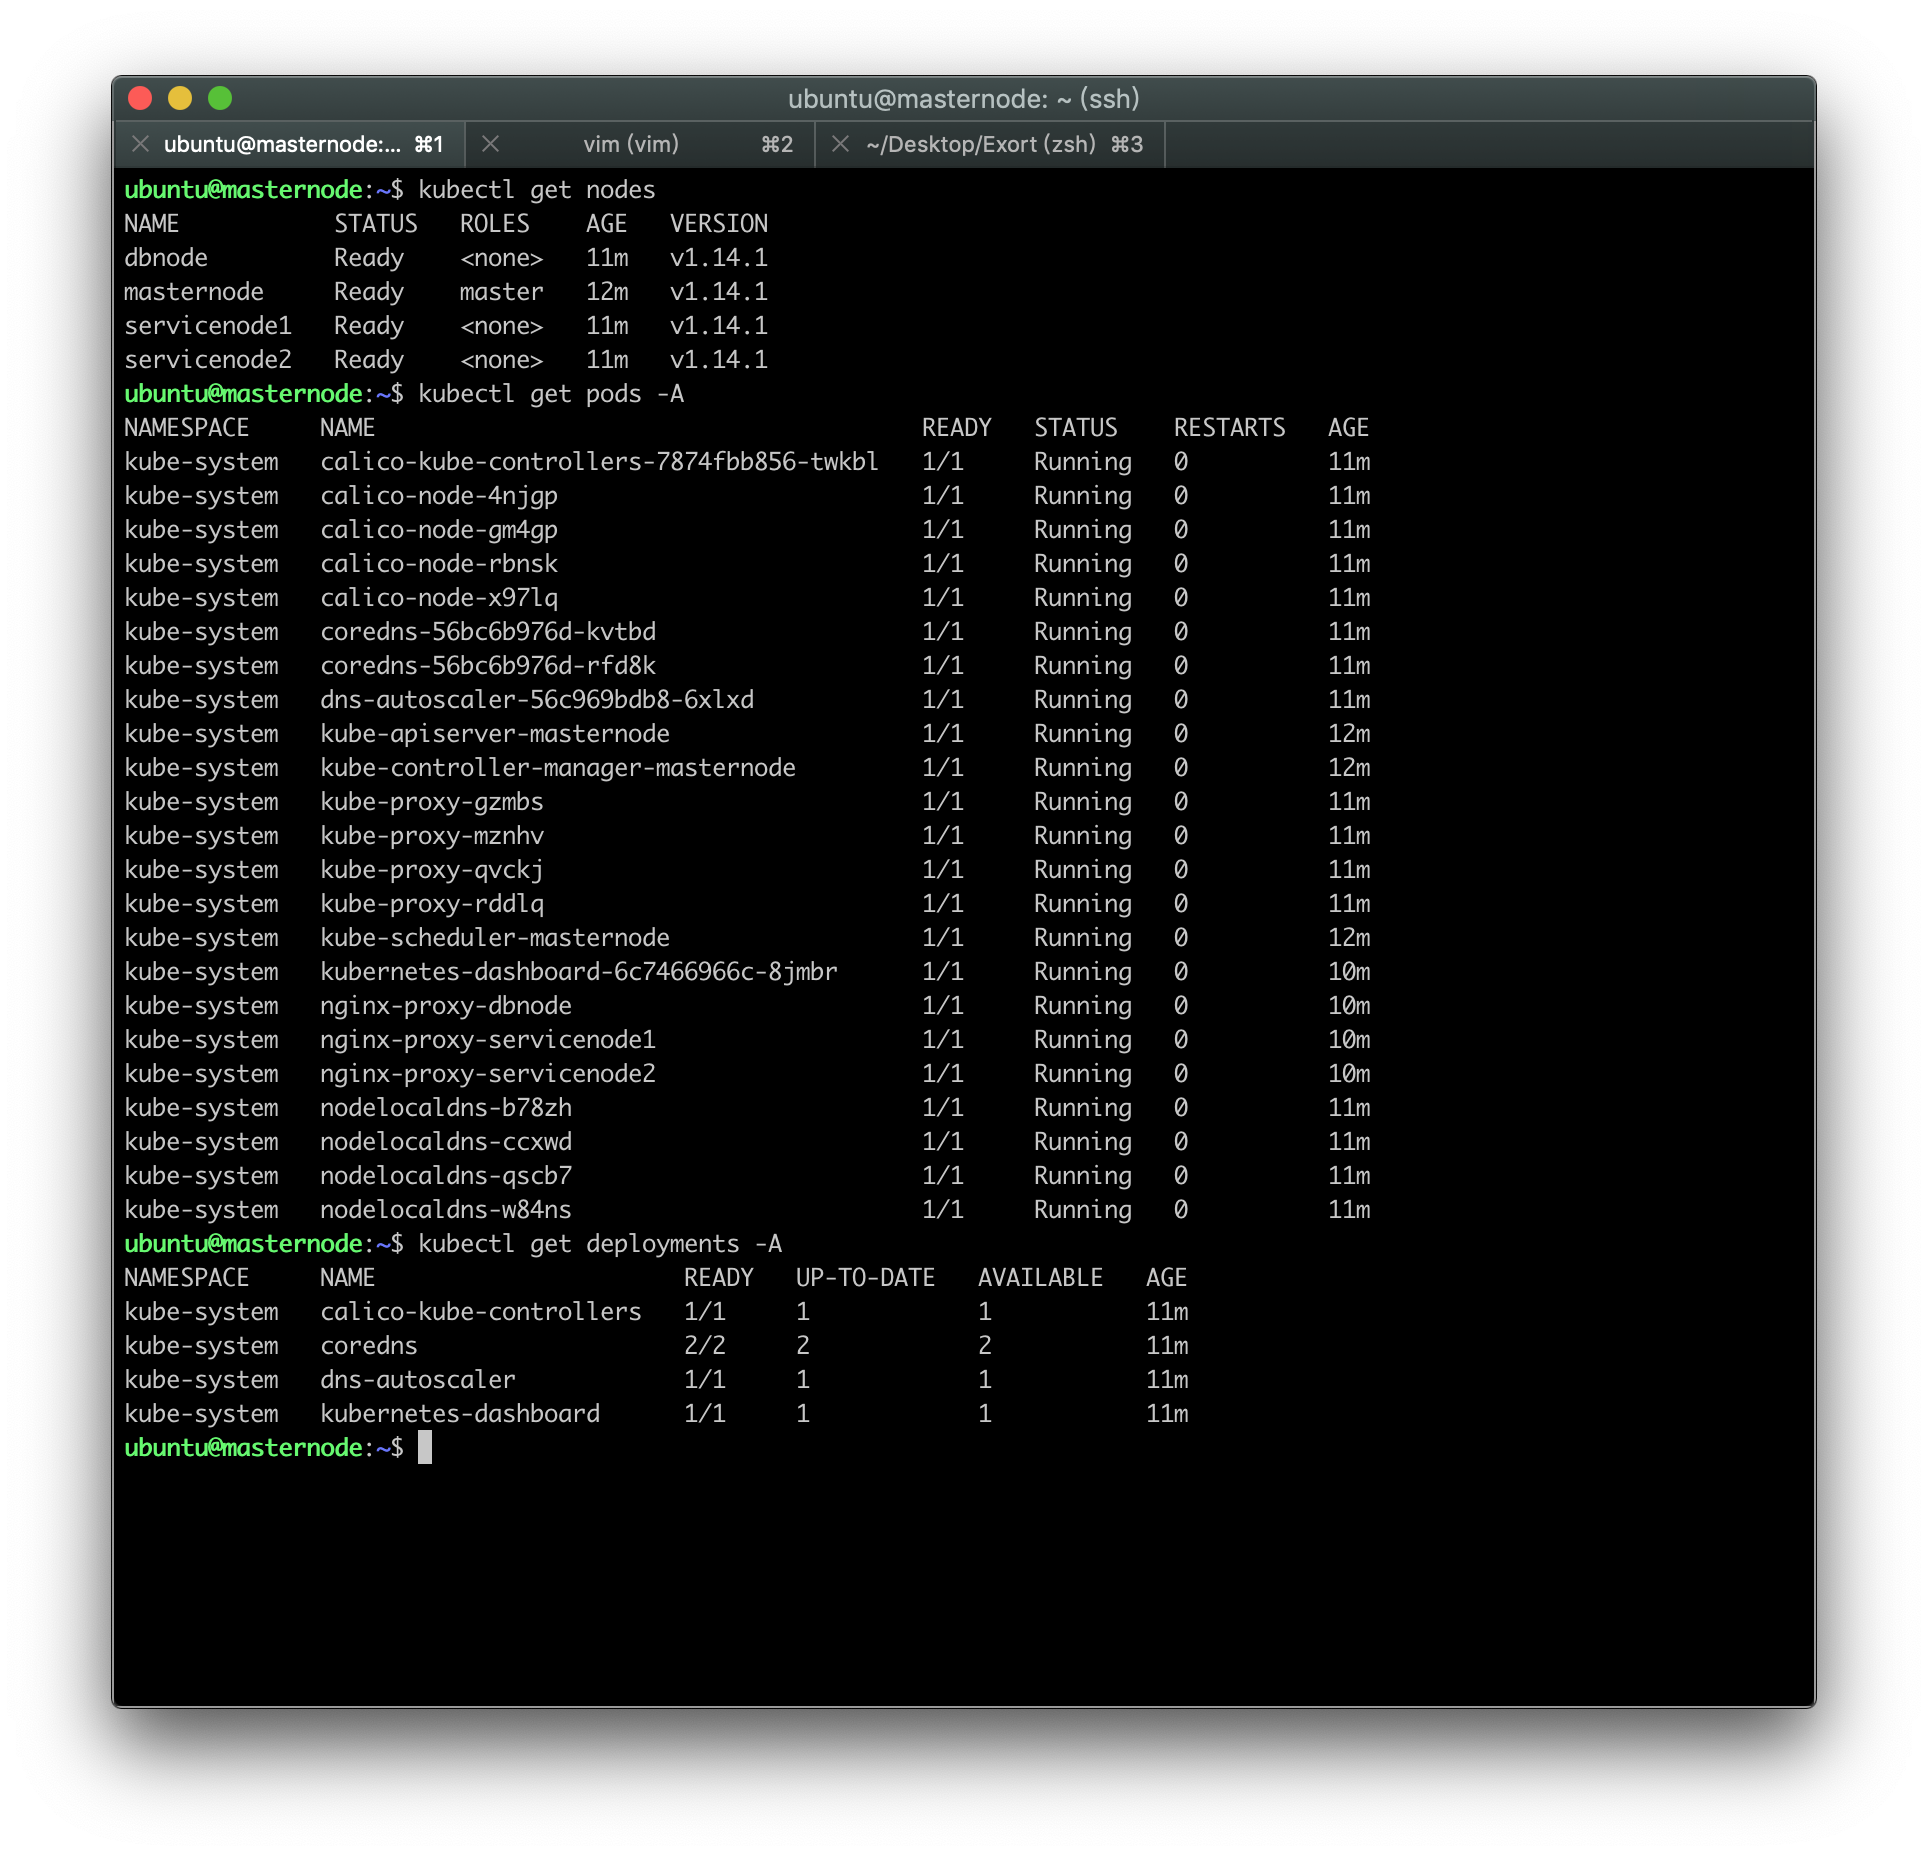 ubuntu@masternode: ~ (ssh)
ubuntu@masternode:... ⌘1 vim (vim) ⌘2 ~/Desktop/Exort (zsh) ⌘3
ubuntu@masternode:~$ kubectl get nodes
NAME           STATUS   ROLES    AGE   VERSION
dbnode         Ready    <none>   11m   v1.14.1
masternode     Ready    master   12m   v1.14.1
servicenode1   Ready    <none>   11m   v1.14.1
servicenode2   Ready    <none>   11m   v1.14.1
ubuntu@masternode:~$ kubectl get pods -A
NAMESPACE     NAME                                       READY   STATUS    RESTARTS   AGE
kube-system   calico-kube-controllers-7874fbb856-twkbl   1/1     Running   0          11m
kube-system   calico-node-4njgp                          1/1     Running   0          11m
kube-system   calico-node-gm4gp                          1/1     Running   0          11m
kube-system   calico-node-rbnsk                          1/1     Running   0          11m
kube-system   calico-node-x97lq                          1/1     Running   0          11m
kube-system   coredns-56bc6b976d-kvtbd                   1/1     Running   0          11m
kube-system   coredns-56bc6b976d-rfd8k                   1/1     Running   0          11m
kube-system   dns-autoscaler-56c969bdb8-6xlxd            1/1     Running   0          11m
kube-system   kube-apiserver-masternode                  1/1     Running   0          12m
kube-system   kube-controller-manager-masternode         1/1     Running   0          12m
kube-system   kube-proxy-gzmbs                           1/1     Running   0          11m
kube-system   kube-proxy-mznhv                           1/1     Running   0          11m
kube-system   kube-proxy-qvckj                           1/1     Running   0          11m
kube-system   kube-proxy-rddlq                           1/1     Running   0          11m
kube-system   kube-scheduler-masternode                  1/1     Running   0          12m
kube-system   kubernetes-dashboard-6c7466966c-8jmbr      1/1     Running   0          10m
kube-system   nginx-proxy-dbnode                         1/1     Running   0          10m
kube-system   nginx-proxy-servicenode1                   1/1     Running   0          10m
kube-system   nginx-proxy-servicenode2                   1/1     Running   0          10m
kube-system   nodelocaldns-b78zh                         1/1     Running   0          11m
kube-system   nodelocaldns-ccxwd                         1/1     Running   0          11m
kube-system   nodelocaldns-qscb7                         1/1     Running   0          11m
kube-system   nodelocaldns-w84ns                         1/1     Running   0          11m
ubuntu@masternode:~$ kubectl get deployments -A
NAMESPACE     NAME                      READY   UP-TO-DATE   AVAILABLE   AGE
kube-system   calico-kube-controllers   1/1     1            1           11m
kube-system   coredns                   2/2     2            2           11m
kube-system   dns-autoscaler            1/1     1            1           11m
kube-system   kubernetes-dashboard      1/1     1            1           11m
ubuntu@masternode:~$